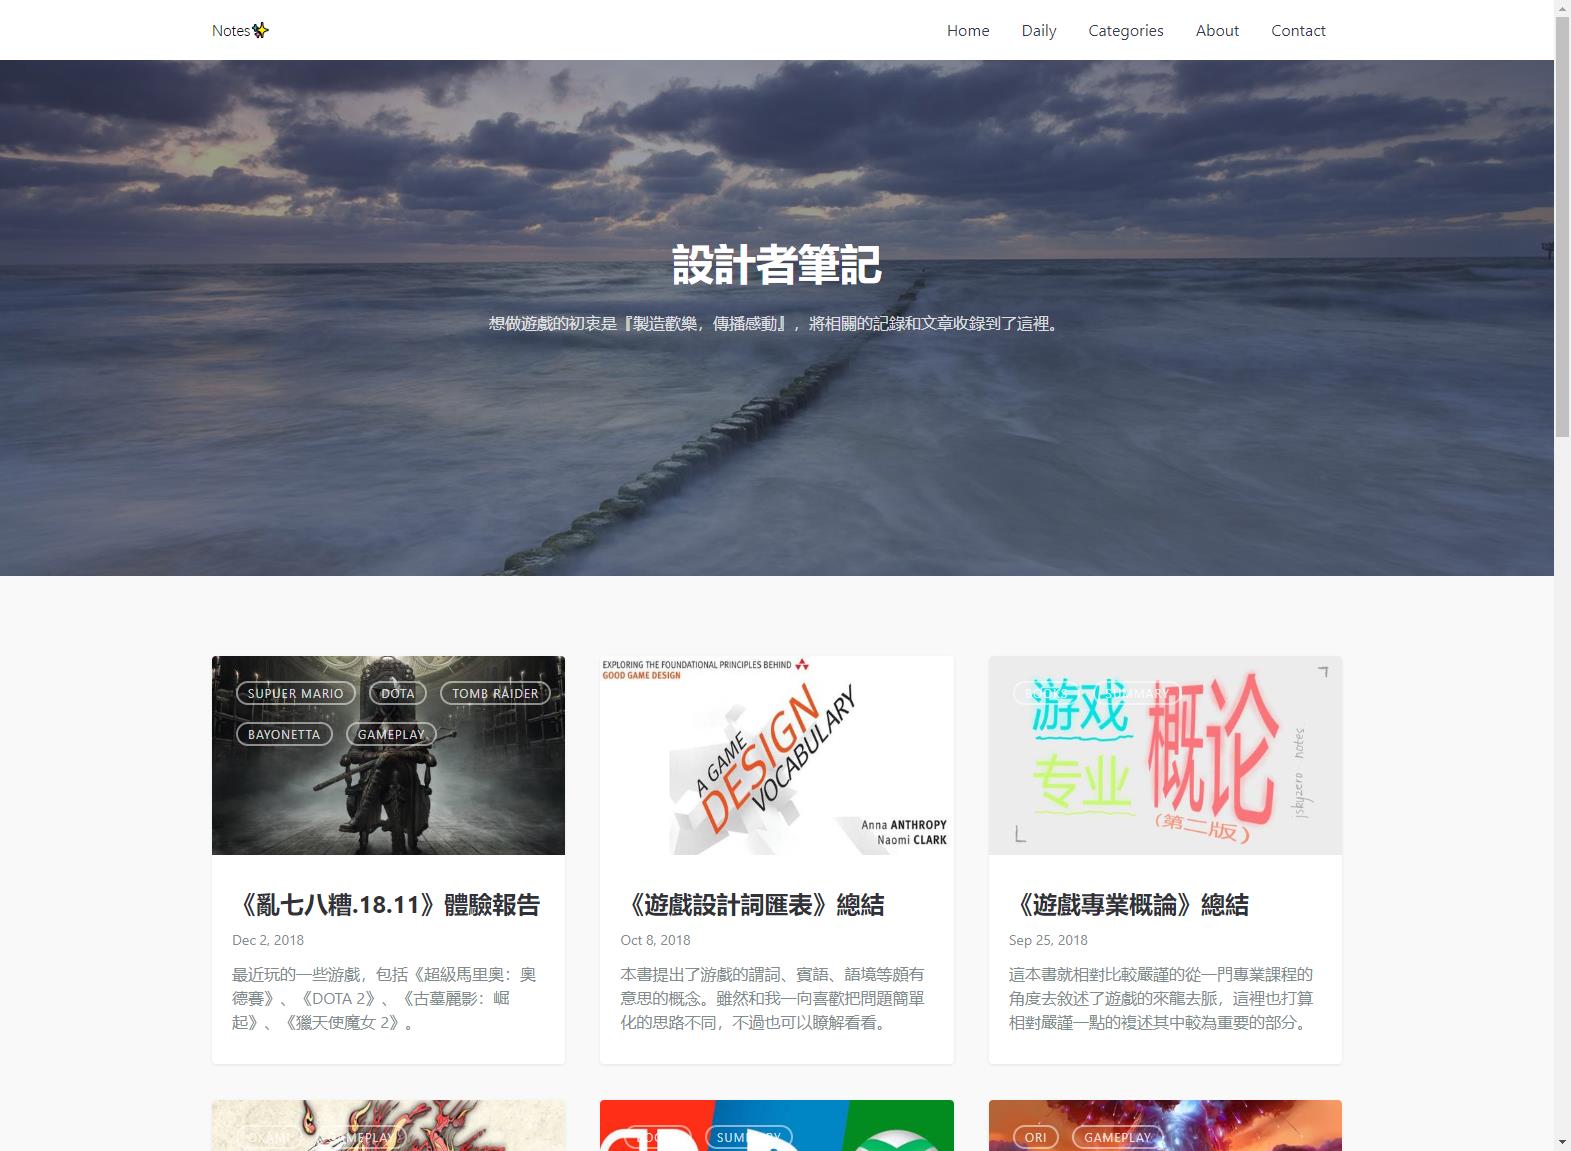 Notes✨
Home Daily Categories About Contact
設計者筆記
想做遊戲的初衷是『製造歡樂，傳播感動』，將相關的記錄和文章收錄到了這裡。
SUPUER MARIO DOTA TOMB RAIDER
BAYONETTA GAMEPLAY
《亂七八糟.18.11》體驗報告
Dec 2, 2018
最近玩的一些游戲，包括《超級馬里奧：奧
德賽》、《DOTA 2》、《古墓麗影：崛
起》、《獵天使魔女 2》。
EXPLORING THE FOUNDATIONAL PRINCIPLES BEHIND
GOOD GAME DESIGN
A GAME
DESIGN
VOCABULARY
Anna ANTHROPY
Naomi CLARK
《遊戲設計詞匯表》總結
Oct 8, 2018
本書提出了游戲的謂詞、賓語、語境等頗有
意思的概念。雖然和我一向喜歡把問題簡單
化的思路不同，不過也可以瞭解看看。
BOOKS SUMMARY
游戏
专业
概论
(第二版)
jskyzero notes
《遊戲專業概論》總結
Sep 25, 2018
這本書就相對比較嚴謹的從一門專業課程的
角度去敘述了遊戲的來龍去脈，這裡也打算
相對嚴謹一點的複述其中較為重要的部分。
OKAMI GAMEPLAY
SUMMARY
ORI GAMEPLAY